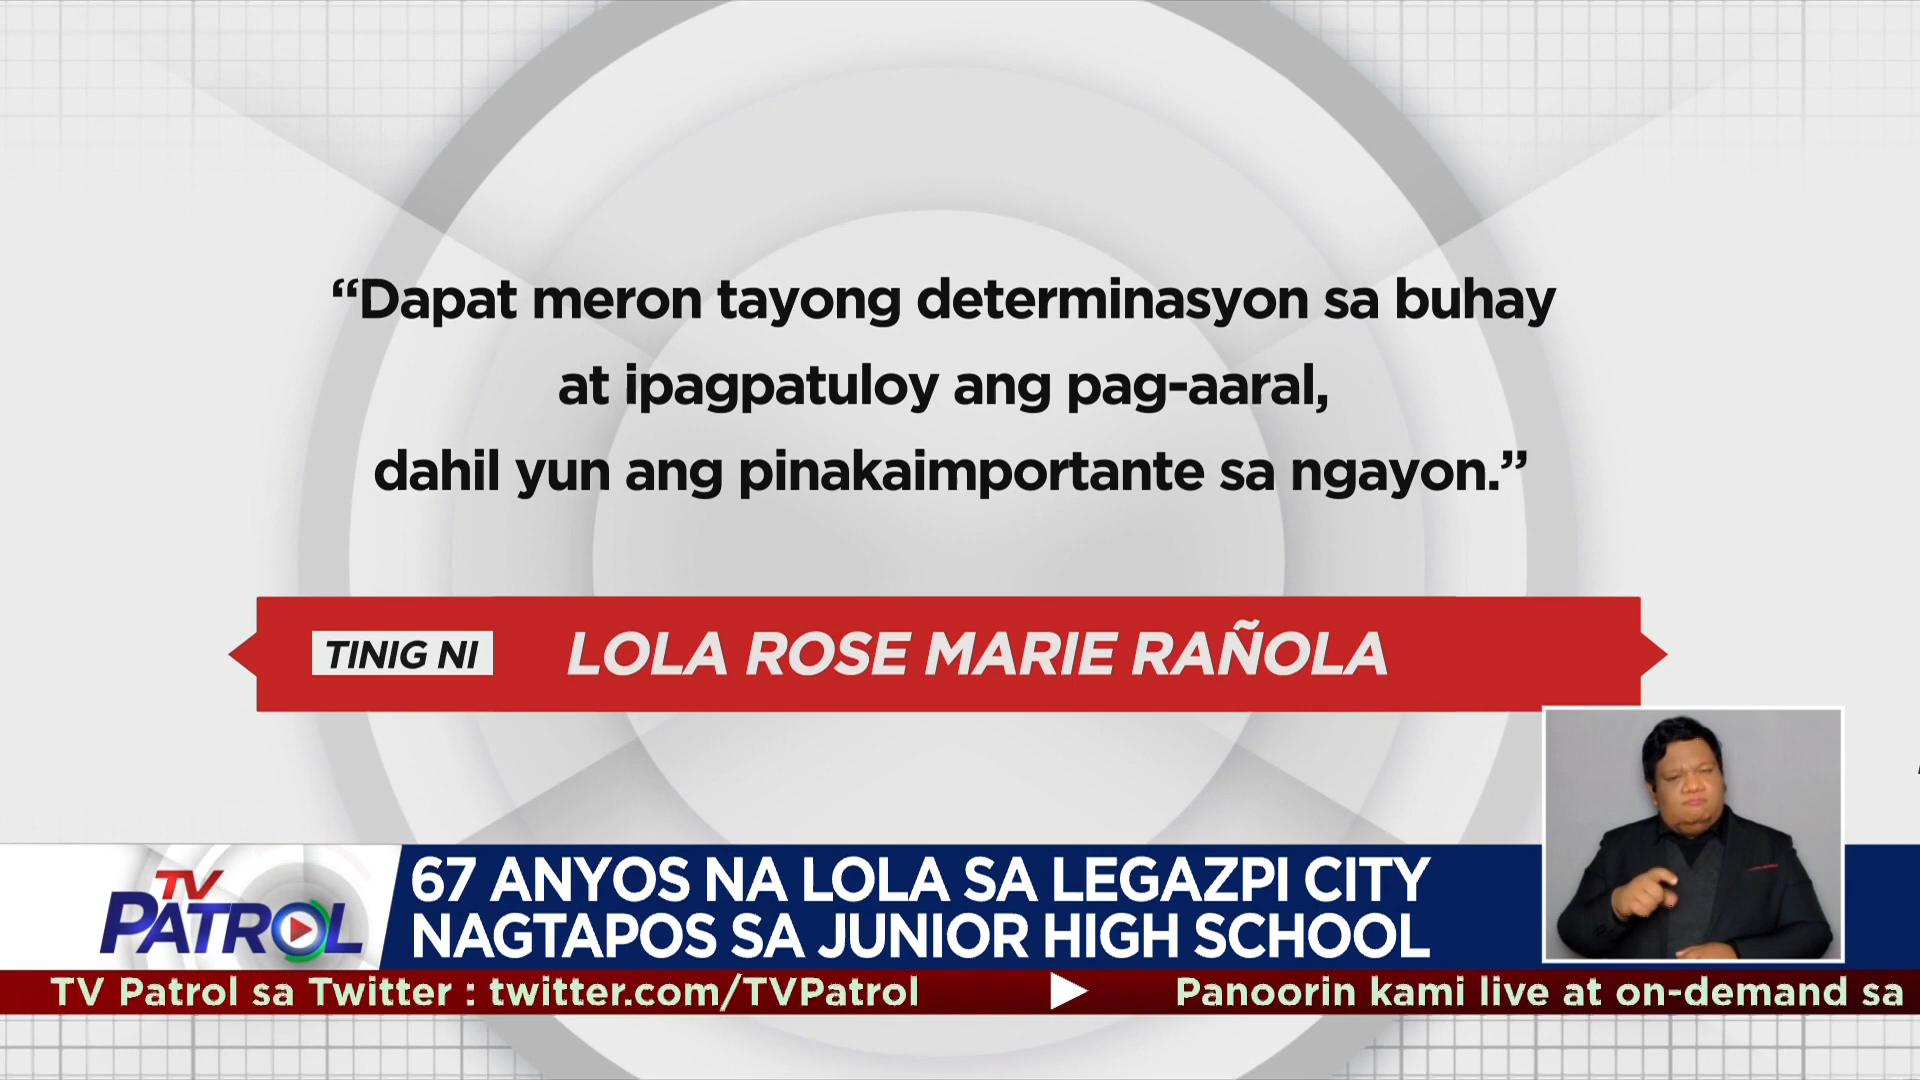 “Dapat meron tayong determinasyon sa buhay
at ipagpatuloy ang pag-aaral,
dahil yun ang pinakaimportante sa ngayon.”
TINIG NI LOLA ROSE MARIE RAÑOLA
TV
PATROL
67 ANYOS NA LOLA SA LEGAZPI CITY
NAGTAPOS SA JUNIOR HIGH SCHOOL
TV Patrol sa Twitter : twitter.com/TVPatrol Panoorin kami live at on-demand sa